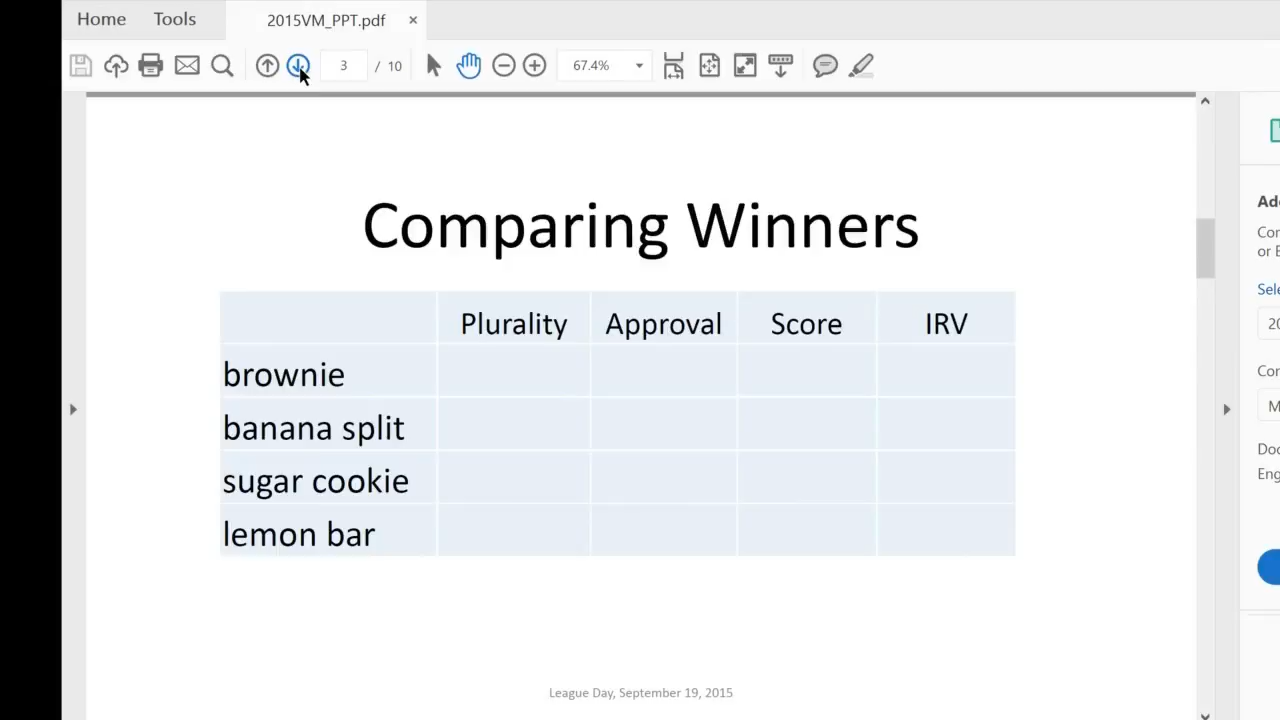 Home Tools 2015VM_PPT.pdf ×
3 / 10 67.4%
Comparing Winners
Plurality Approval Score IRV
brownie
banana split
sugar cookie
lemon bar
League Day, September 19, 2015